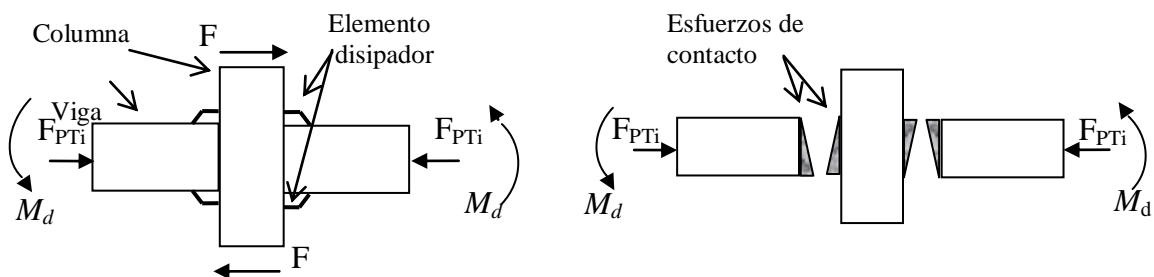 Columna
F
Elemento
disipador
Viga
F_PTi
F_PTi
M_d
M_d
F
Esfuerzos de
contacto
F_PTi
F_PTi
M_d
M_d